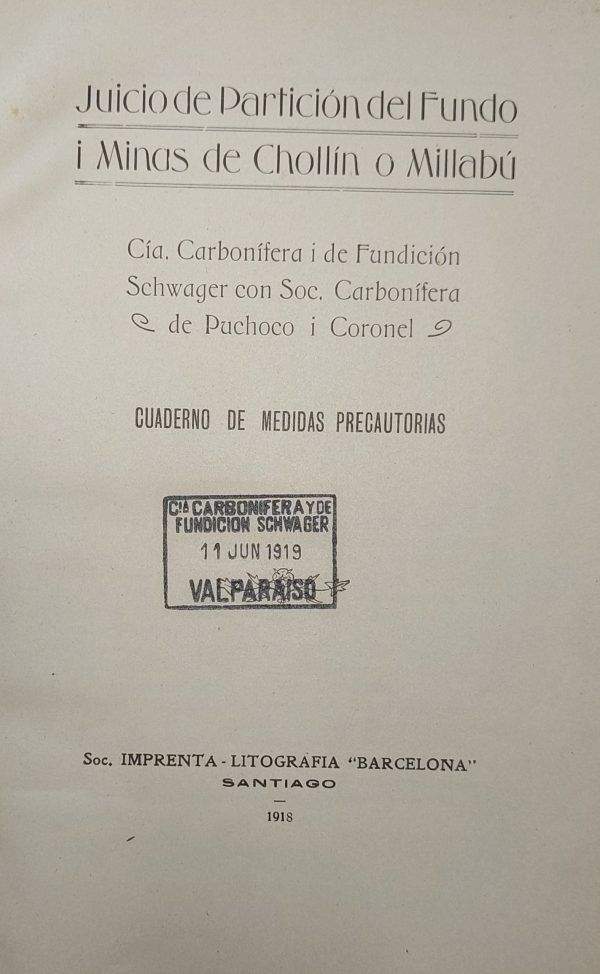 Juicio de Partición del Fundo
i Minas de Chollín o Millabú
Cía. Carbonífera i de Fundición
Schwager con Soc. Carbonífera
de Puchoco i Coronel
CUADERNO DE MEDIDAS PRECAUTORIAS
CIA CARBONIFERA Y DE
FUNDICION SCHWAGER
11 JUN 1919
VALPARAISO
Soc. IMPRENTA - LITOGRAFIA "BARCELONA"
SANTIAGO
1918